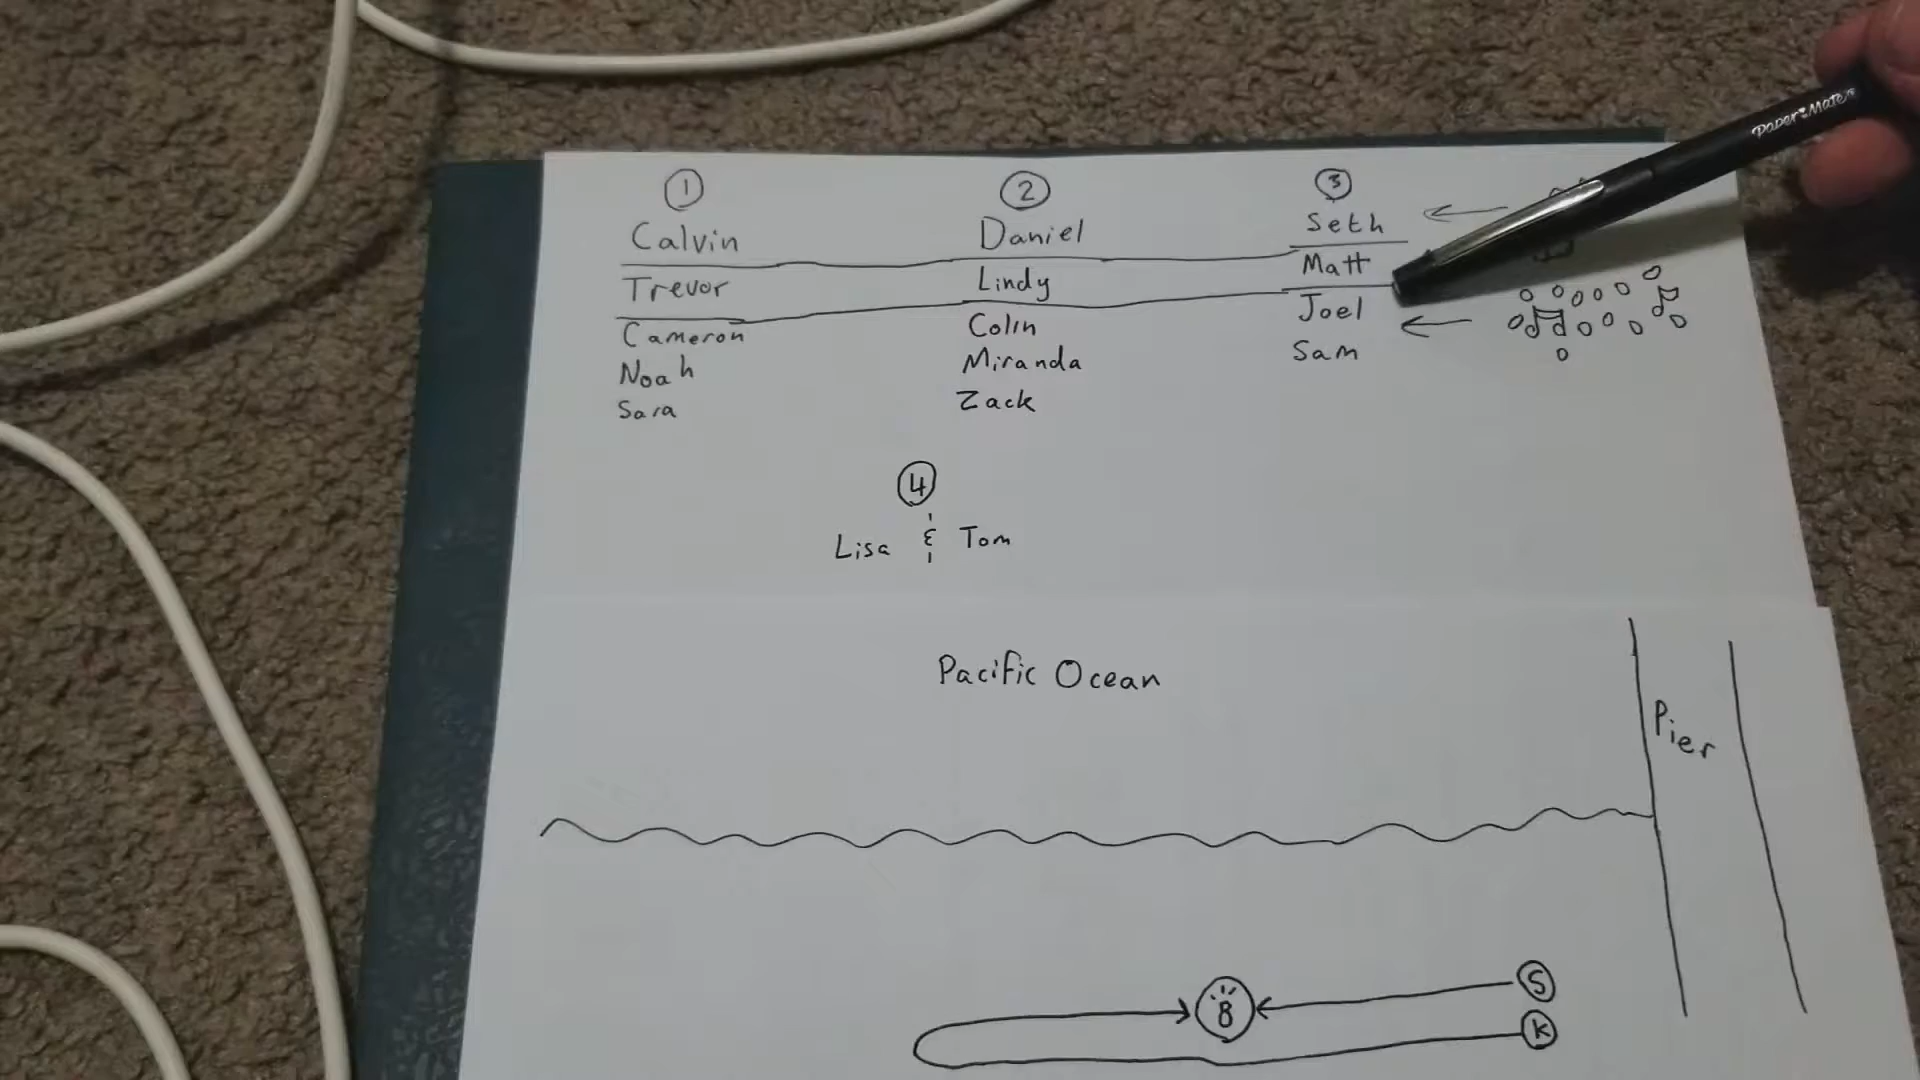 Paper Mate
1 2 3
Calvin Daniel Seth
Trevor Lindy Matt
Cameron Colin Joel
Noah Miranda Sam
Sara Zack
4
Lisa & Tom
Pacific Ocean
Pier
8 S
K